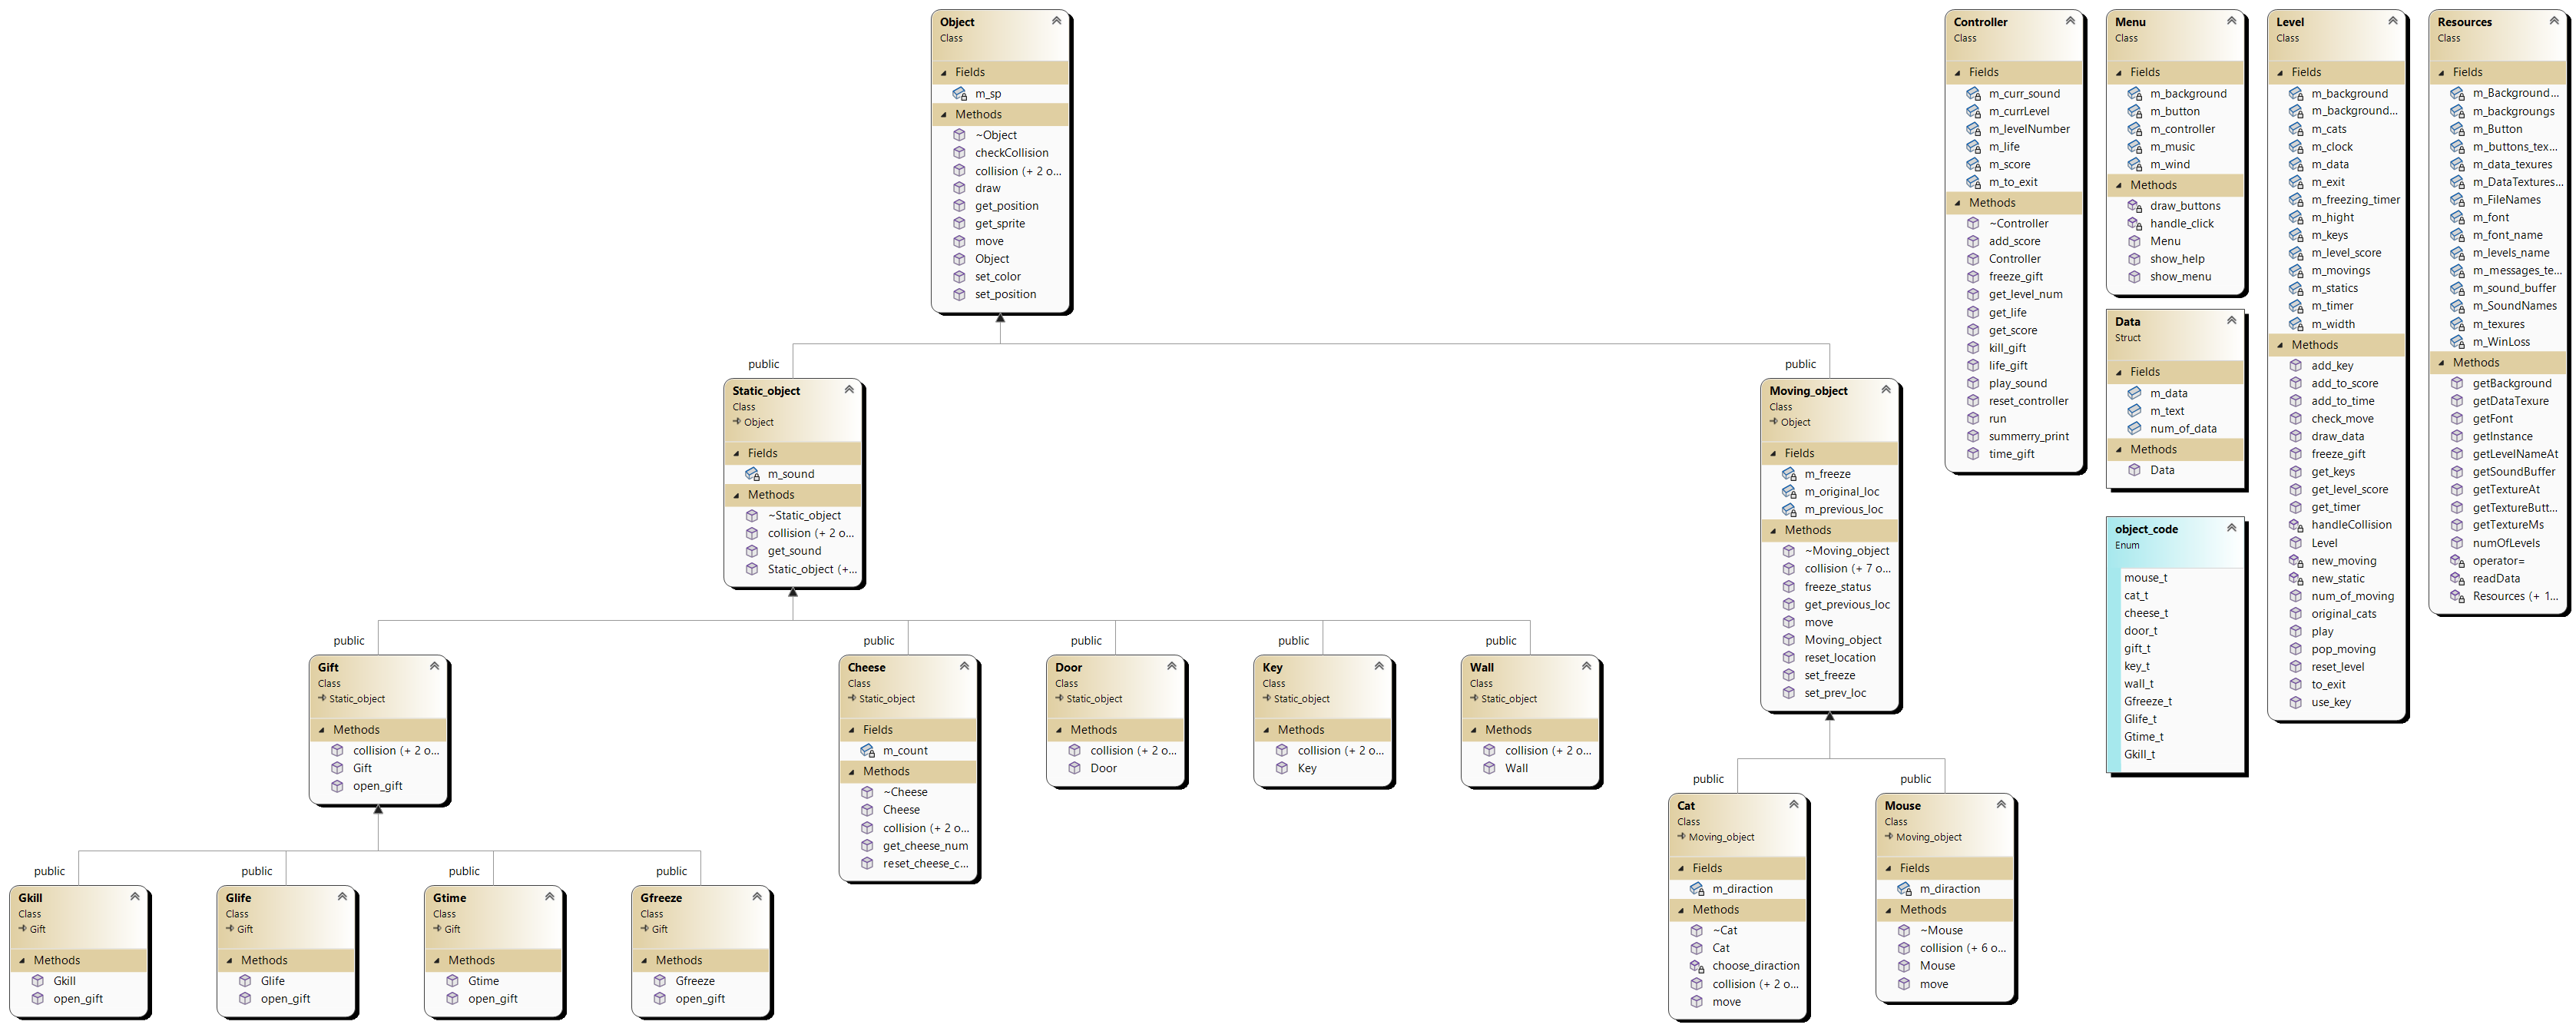 Object
Class
Fields
m_sp
Methods
~Object
checkCollision
collision (+ 2 o...
draw
get_position
get_sprite
move
Object
set_color
set_position
public
Static_object
Class
Object
Fields
m_sound
Methods
~Static_object
collision (+ 2 o...
get_sound
Static_object (+...
public
Moving_object
Class
Object
Fields
m_freeze
m_original_loc
m_previous_loc
Methods
~Moving_object
collision (+ 7 o...
freeze_status
get_previous_loc
move
Moving_object
reset_location
set_freeze
set_prev_loc
public
Gift
Class
Static_object
Methods
collision (+ 2 o...
Gift
open_gift
public
Cheese
Class
Static_object
Fields
m_count
Methods
~Cheese
Cheese
collision (+ 2 o...
get_cheese_num
reset_cheese_c...
public
Door
Class
Static_object
Methods
collision (+ 2 o...
Door
public
Key
Class
Static_object
Methods
collision (+ 2 o...
Key
public
Wall
Class
Static_object
Methods
collision (+ 2 o...
Wall
public
Gkill
Class
Gift
Methods
Gkill
open_gift
public
Glife
Class
Gift
Methods
Glife
open_gift
public
Gtime
Class
Gift
Methods
Gtime
open_gift
public
Gfreeze
Class
Gift
Methods
Gfreeze
open_gift
public
Cat
Class
Moving_object
Fields
m_direction
Methods
~Cat
Cat
choose_direction
collision (+ 2 o...
move
public
Mouse
Class
Moving_object
Fields
m_direction
Methods
~Mouse
collision (+ 6 o...
Mouse
move
Controller
Class
Fields
m_curr_sound
m_currLevel
m_levelNumber
m_life
m_score
m_to_exit
Methods
~Controller
add_score
Controller
freeze_gift
get_level_num
get_life
get_score
kill_gift
life_gift
play_sound
reset_controller
run
summerry_print
time_gift
Menu
Class
Fields
m_background
m_button
m_controller
m_music
m_wind
Methods
draw_buttons
handle_click
Menu
show_help
show_menu
Data
Struct
Fields
m_data
m_text
num_of_data
Methods
Data
object_code
Enum
mouse_t
cat_t
cheese_t
door_t
gift_t
key_t
wall_t
Gfreeze_t
Glife_t
Gtime_t
Gkill_t
Level
Class
Fields
m_background
m_background...
m_cats
m_clock
m_data
m_exit
m_freezing_timer
m_hight
m_keys
m_level_score
m_movings
m_statics
m_timer
m_width
Methods
add_key
add_to_score
add_to_time
check_move
draw_data
freeze_gift
get_keys
get_level_score
get_timer
handleCollision
Level
new_moving
new_static
num_of_moving
original_cats
play
pop_moving
reset_level
to_exit
use_key
Resources
Class
Fields
m_Background...
m_backgroungs
m_Button
m_buttons_tex...
m_data_texures
m_DataTextures...
m_FileNames
m_font
m_font_name
m_levels_name
m_messages_te...
m_sound_buffer
m_SoundNames
m_texures
m_WinLoss
Methods
getBackground
getDataTexure
getFont
getInstance
getLevelNameAt
getSoundBuffer
getTextureAt
getTextureButt...
getTextureMs
numOfLevels
operator=
readData
Resources (+ 1...